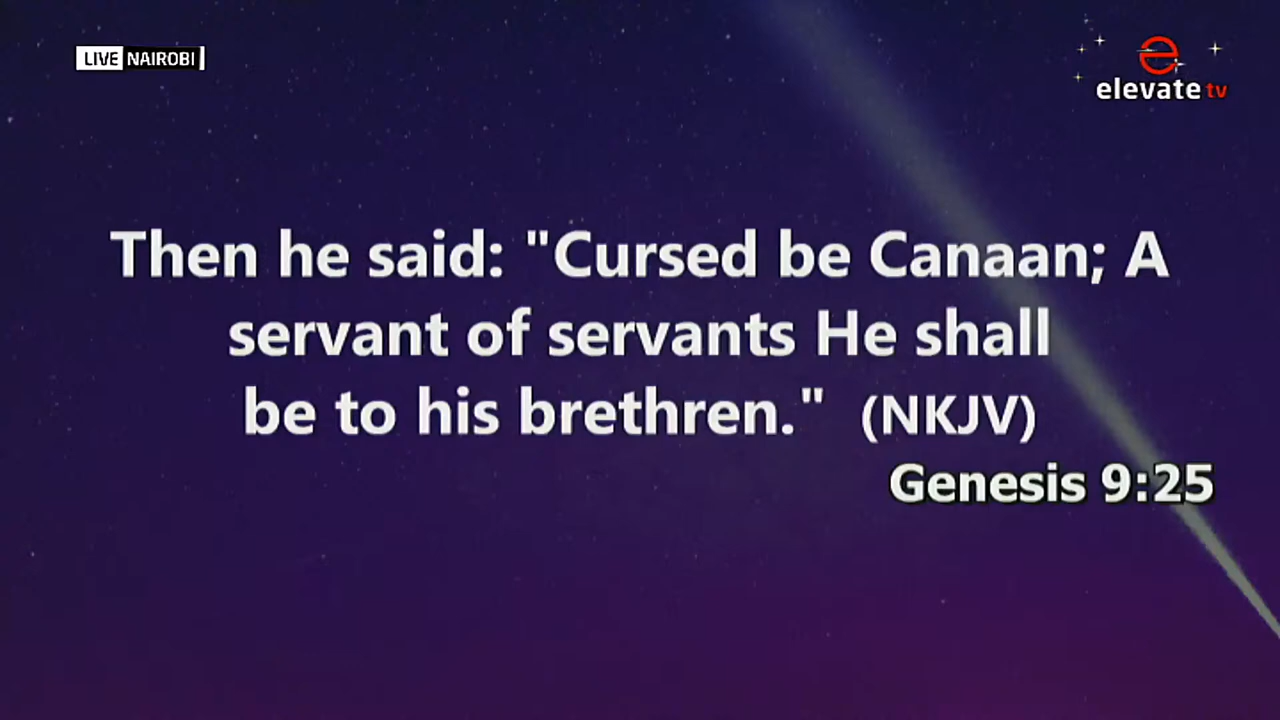 LIVE NAIROBI
elevate tv
Then he said: "Cursed be Canaan; A
servant of servants He shall
be to his brethren." (NKJV)
Genesis 9:25